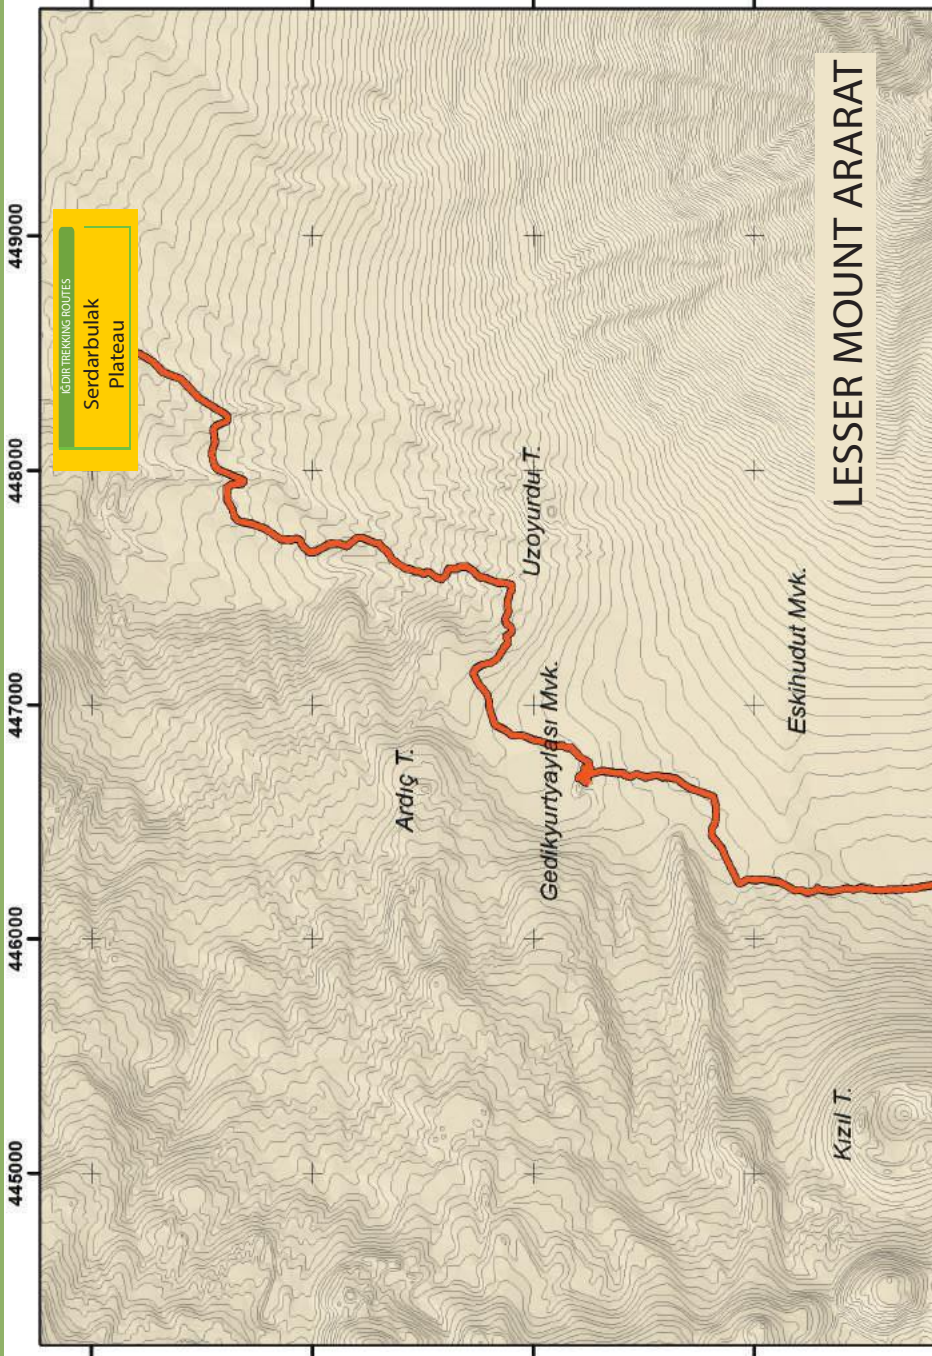 449000
448000
447000
446000
445000
IĞDIR TREKKING ROUTES
Serdarbulak
Plateau
Ardıç T.
Uzoyurdu T.
Gedikyurtyaylası Mvk.
Eskihudut Mvk.
Kızıl T.
LESSER MOUNT ARARAT